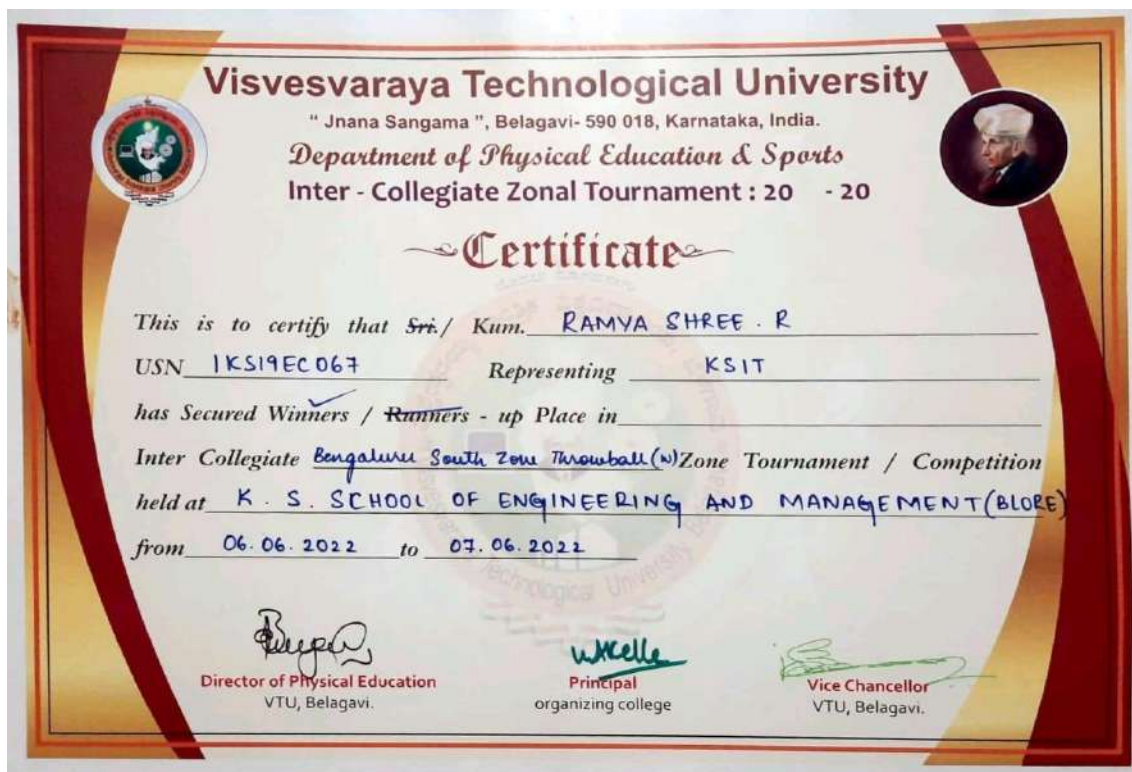 Visvesvaraya Technological University
" Jnana Sangama ", Belagavi- 590 018, Karnataka, India.
Department of Physical Education & Sports
Inter - Collegiate Zonal Tournament : 20 - 20
Certificate
This is to certify that Sri./ Kum. RAMYA SHREE . R
USN 1KS19EC067 Representing KSIT
has Secured Winners / Runners - up Place in
Inter Collegiate Bengaluru South Zone Throwball (W) Zone Tournament / Competition
held at K. S. SCHOOL OF ENGINEERING AND MANAGEMENT (BLORE)
from 06.06.2022 to 07.06.2022
Technological University Belagavi
Director of Physical Education Principal Vice Chancellor
VTU, Belagavi. organizing college VTU, Belagavi.